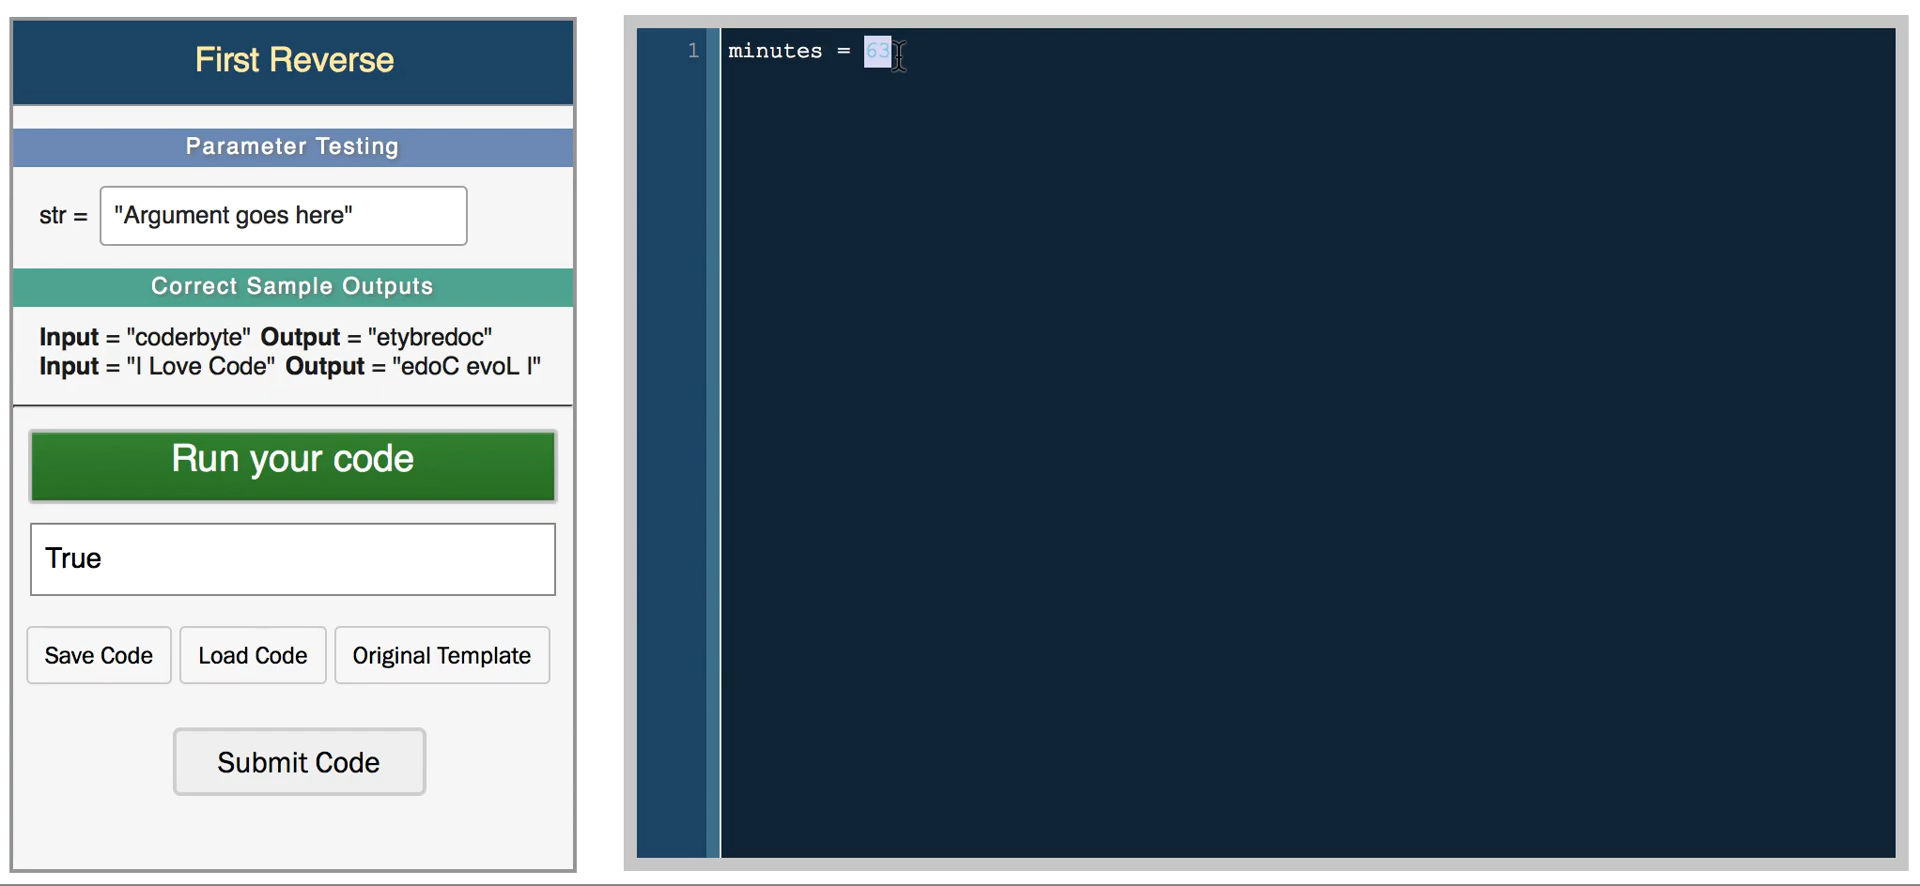 First Reverse
Parameter Testing
str = "Argument goes here"
Correct Sample Outputs
Input = "coderbyte" Output = "etybredoc"
Input = "I Love Code" Output = "edoC evoL I"
Run your code
True
Save Code Load Code Original Template
Submit Code
1 minutes = 63